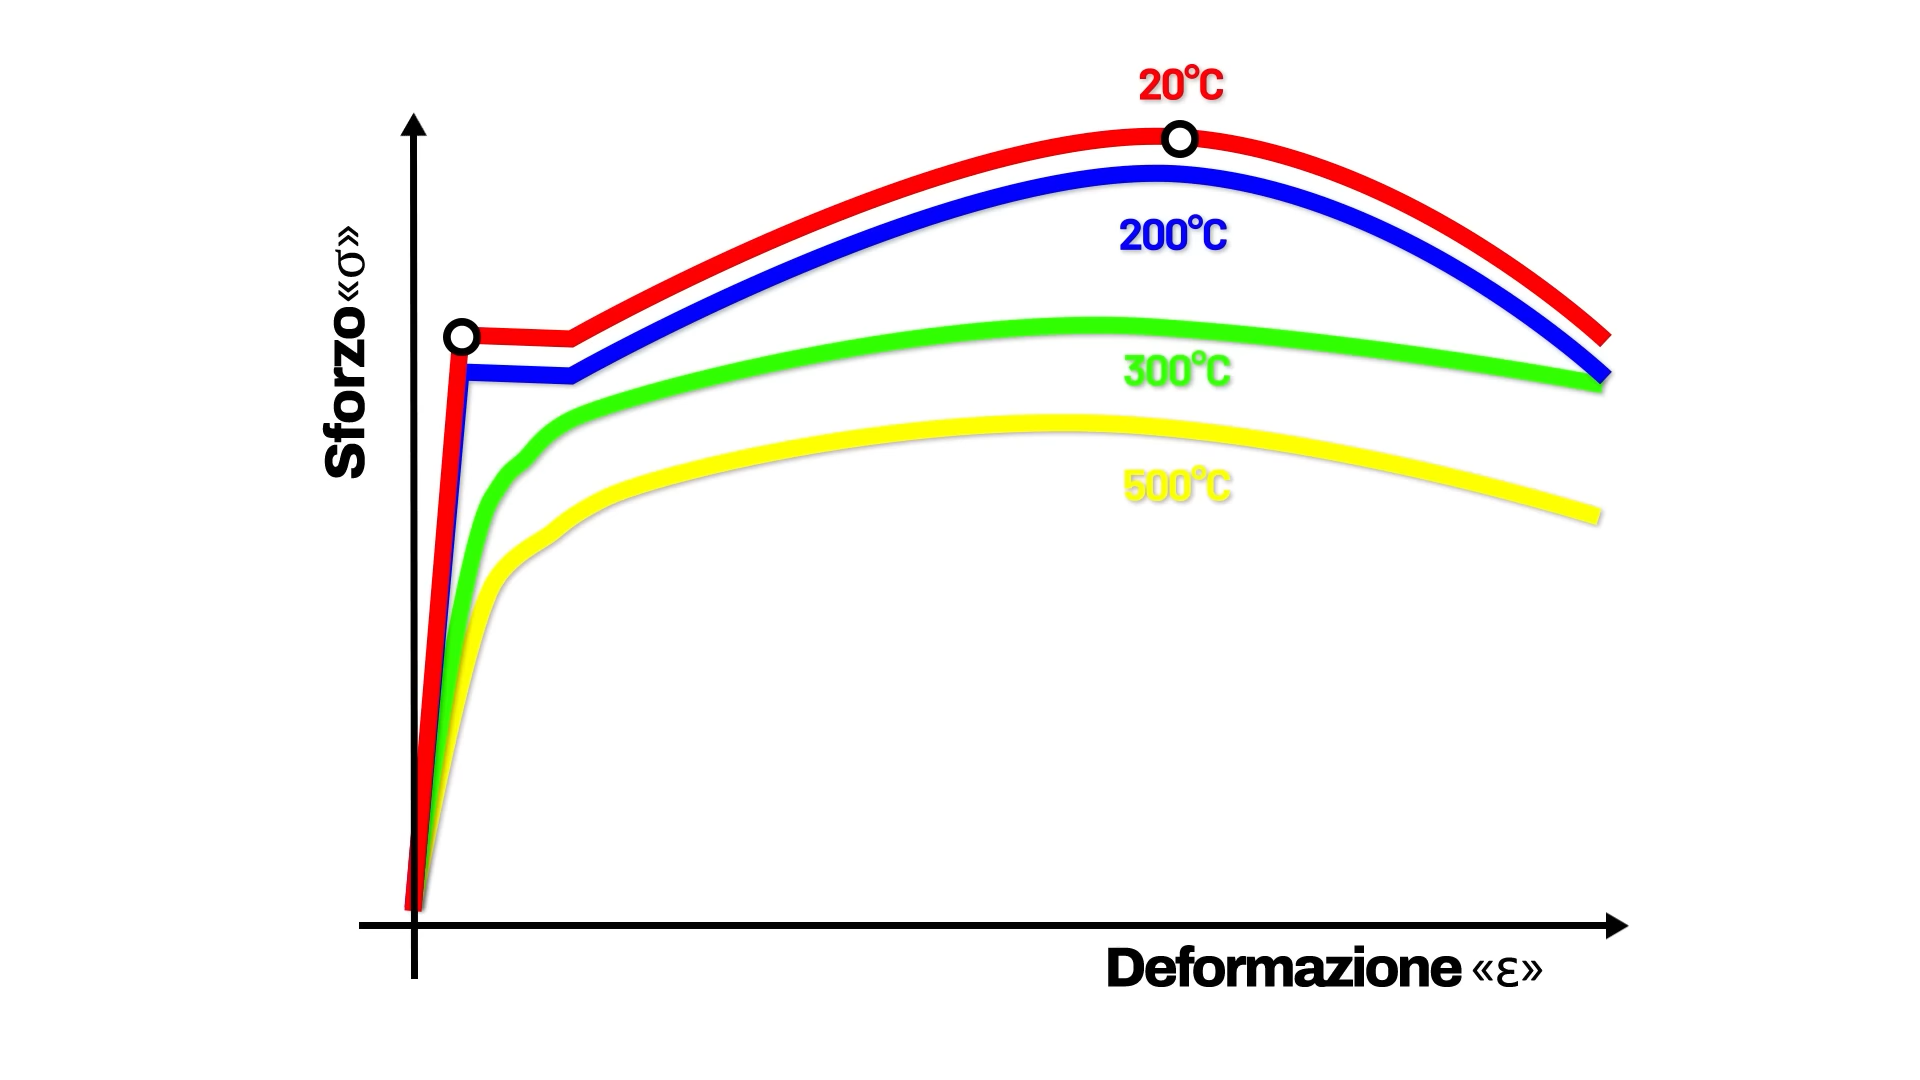 20°C
200°C
300°C
500°C
Sforzo «σ»
Deformazione «ε»